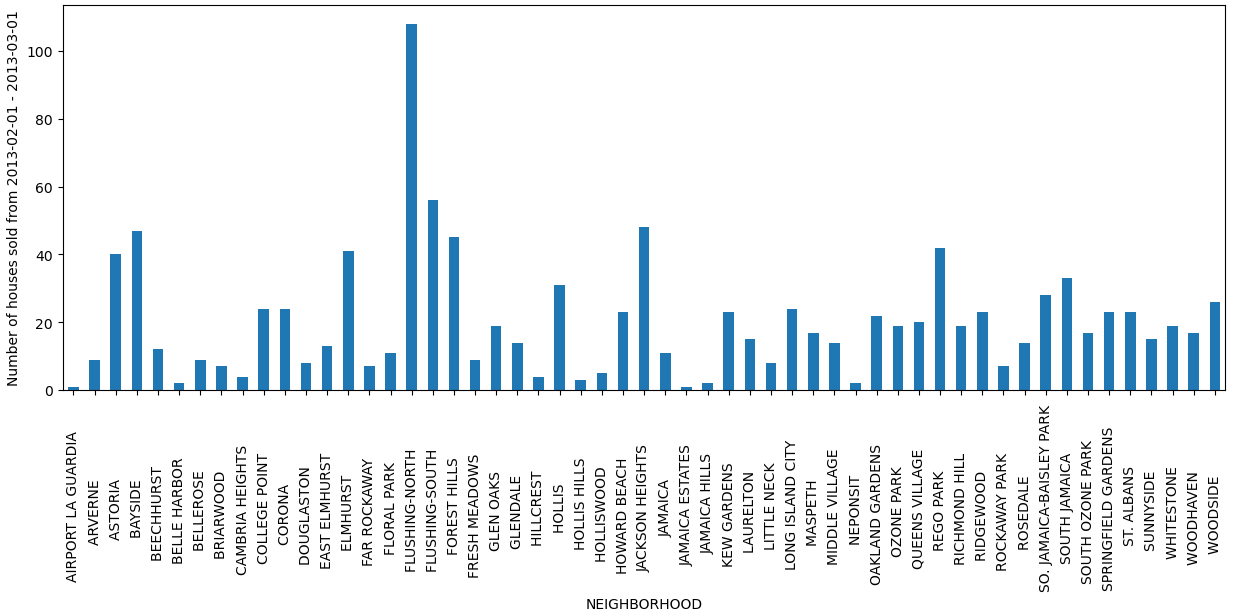 Number of houses sold from 2013-02-01 - 2013-03-01
100
80
60
40
20
0
AIRPORT LA GUARDIA
ARVERNE
ASTORIA
BAYSIDE
BEECHHURST
BELLE HARBOR
BELLEROSE
BRIARWOOD
CAMBRIA HEIGHTS
COLLEGE POINT
CORONA
DOUGLASTON
EAST ELMHURST
ELMHURST
FAR ROCKAWAY
FLORAL PARK
FLUSHING-NORTH
FLUSHING-SOUTH
FOREST HILLS
FRESH MEADOWS
GLEN OAKS
GLENDALE
HILLCREST
HOLLIS
HOLLIS HILLS
HOLLISWOOD
HOWARD BEACH
JACKSON HEIGHTS
JAMAICA
JAMAICA ESTATES
JAMAICA HILLS
KEW GARDENS
LAURELTON
LITTLE NECK
LONG ISLAND CITY
MASPETH
MIDDLE VILLAGE
NEPONSIT
OAKLAND GARDENS
OZONE PARK
QUEENS VILLAGE
REGO PARK
RICHMOND HILL
RIDGEWOOD
ROCKAWAY PARK
ROSEDALE
SO. JAMAICA-BAISLEY PARK
SOUTH JAMAICA
SOUTH OZONE PARK
SPRINGFIELD GARDENS
ST. ALBANS
SUNNYSIDE
WHITESTONE
WOODHAVEN
WOODSIDE
NEIGHBORHOOD